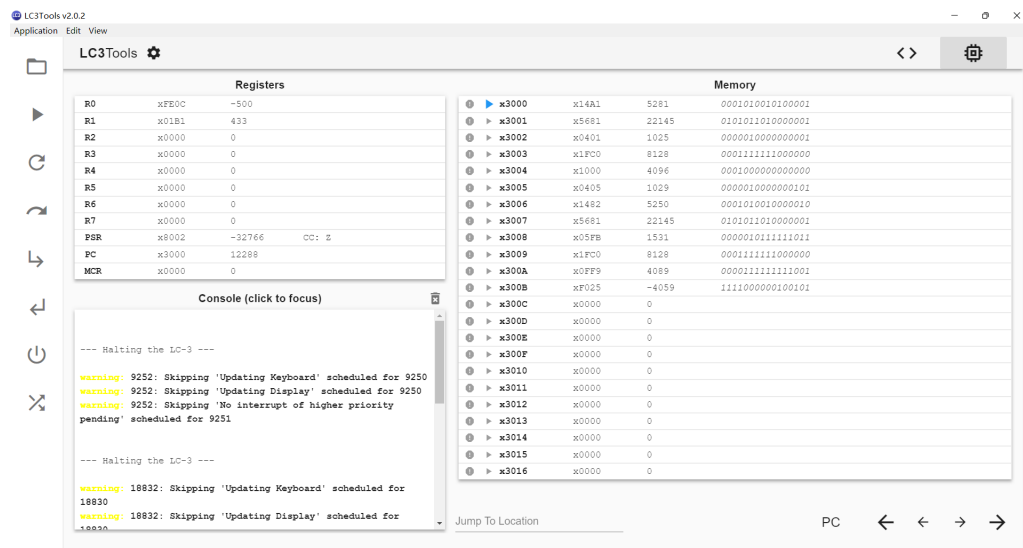 LC3Tools v2.0.2
Application Edit View
LC3Tools
Registers
R0 xFE0C -500
R1 x01B1 433
R2 x0000 0
R3 x0000 0
R4 x0000 0
R5 x0000 0
R6 x0000 0
R7 x0000 0
PSR x8002 -32766 CC: Z
PC x3000 12288
MCR x0000 0
Console (click to focus)
--- Halting the LC-3 ---
warning: 9252: Skipping 'Updating Keyboard' scheduled for 9250
warning: 9252: Skipping 'Updating Display' scheduled for 9250
warning: 9252: Skipping 'No interrupt of higher priority
pending' scheduled for 9251
--- Halting the LC-3 ---
warning: 18832: Skipping 'Updating Keyboard' scheduled for
18830
warning: 18832: Skipping 'Updating Display' scheduled for
18830
Memory
x3000 x14A1 5281 0001010010100001
x3001 x5681 22145 0101011010000001
x3002 x0401 1025 0000010000000001
x3003 x1FC0 8128 0001111111000000
x3004 x1000 4096 0001000000000000
x3005 x0405 1029 0000010000000101
x3006 x1482 5250 0001010010000010
x3007 x5681 22145 0101011010000001
x3008 x05FB 1531 0000010111111011
x3009 x1FC0 8128 0001111111000000
x300A x0FF9 4089 0000111111111001
x300B xF025 -4059 1111000000100101
x300C x0000 0
x300D x0000 0
x300E x0000 0
x300F x0000 0
x3010 x0000 0
x3011 x0000 0
x3012 x0000 0
x3013 x0000 0
x3014 x0000 0
x3015 x0000 0
x3016 x0000 0
Jump To Location
PC